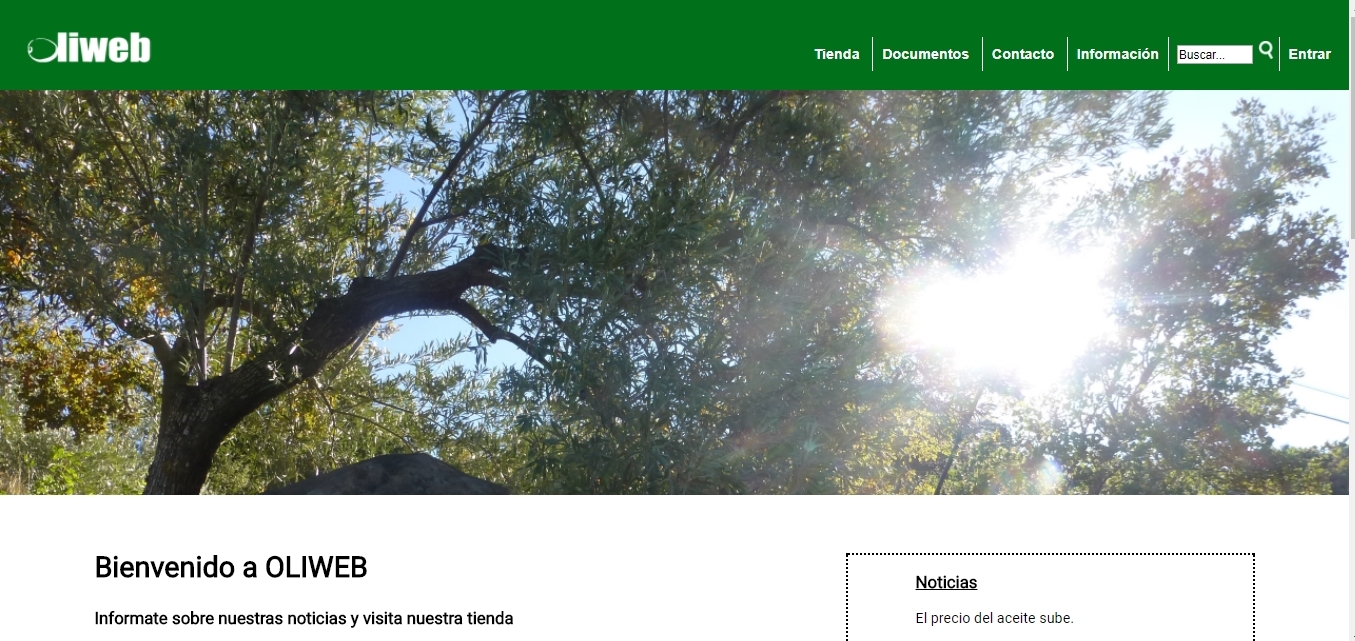 Oliweb
Tienda
Documentos
Contacto
Información
Buscar...
Entrar
Bienvenido a OLIWEB
Informate sobre nuestras noticias y visita nuestra tienda
Noticias
El precio del aceite sube.